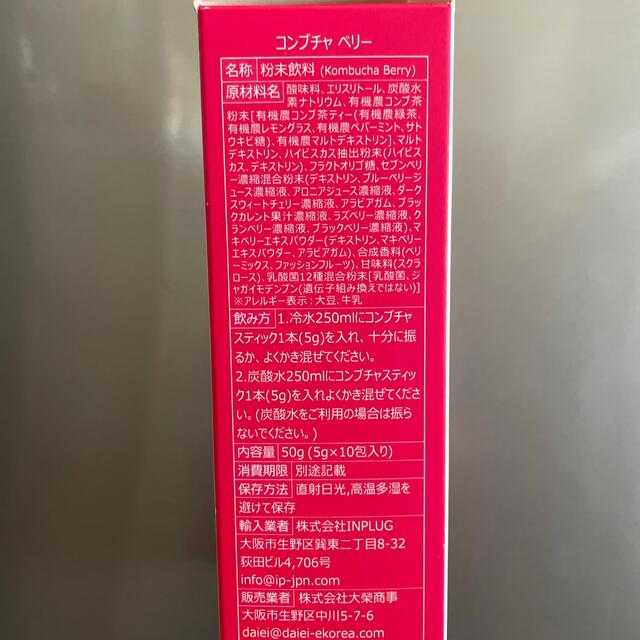 コンブチャ ベリー
名称 粉末飲料 (Kombucha Berry)
原材料名 酸味料、エリスリトール、炭酸水
素ナトリウム、有機農コンブ茶
粉末[有機農コンブ茶ティー(有機農緑茶、
有機農レモングラス、有機農ペパーミント、サト
ウキビ糖)、有機農マルトデキストリン]、マルト
デキストリン、ハイビスカス抽出粉末(ハイビス
カス、デキストリン)、フラクトオリゴ糖、セブンベリ
ー濃縮混合粉末(デキストリン、ブルーベリージ
ュース濃縮液、アロニアジュース濃縮液、ダーク
スウィートチェリー濃縮液、アラビアガム、ブラッ
クカレント果汁濃縮液、ラズベリー濃縮液、ク
ランベリー濃縮液、ブラックベリー濃縮液)、マ
キベリーエキスパウダー(デキストリン、マキベリー
エキスパウダー、アラビアガム)、合成香料(ベリ
ーミックス、ファッションフルーツ)、甘味料(スクラ
ロース)、乳酸菌12種混合粉末[乳酸菌、ジ
ャガイモデンプン(遺伝子組み換えではない)]
※アレルギー表示:大豆、牛乳
飲み方 1.冷水250mlにコンブチャ
スティック1本(5g)を入れ、十分に振
るか、よくかき混ぜてください。
2.炭酸水250mlにコンブチャスティッ
ク1本(5g)を入れよくかき混ぜてくださ
い。(炭酸水をご利用の場合は振ら
ないでください。)
内容量 50g (5g×10包入り)
消費期限 別途記載
保存方法 直射日光,高温多湿を
避けて保存
輸入業者 株式会社INPLUG
大阪市生野区巽東二丁目8-32
荻田ビル4,706号
info@ip-jpn.com
販売業者 株式会社大榮商事
大阪市生野区中川5-7-6
daiei@daiei-ekorea.com